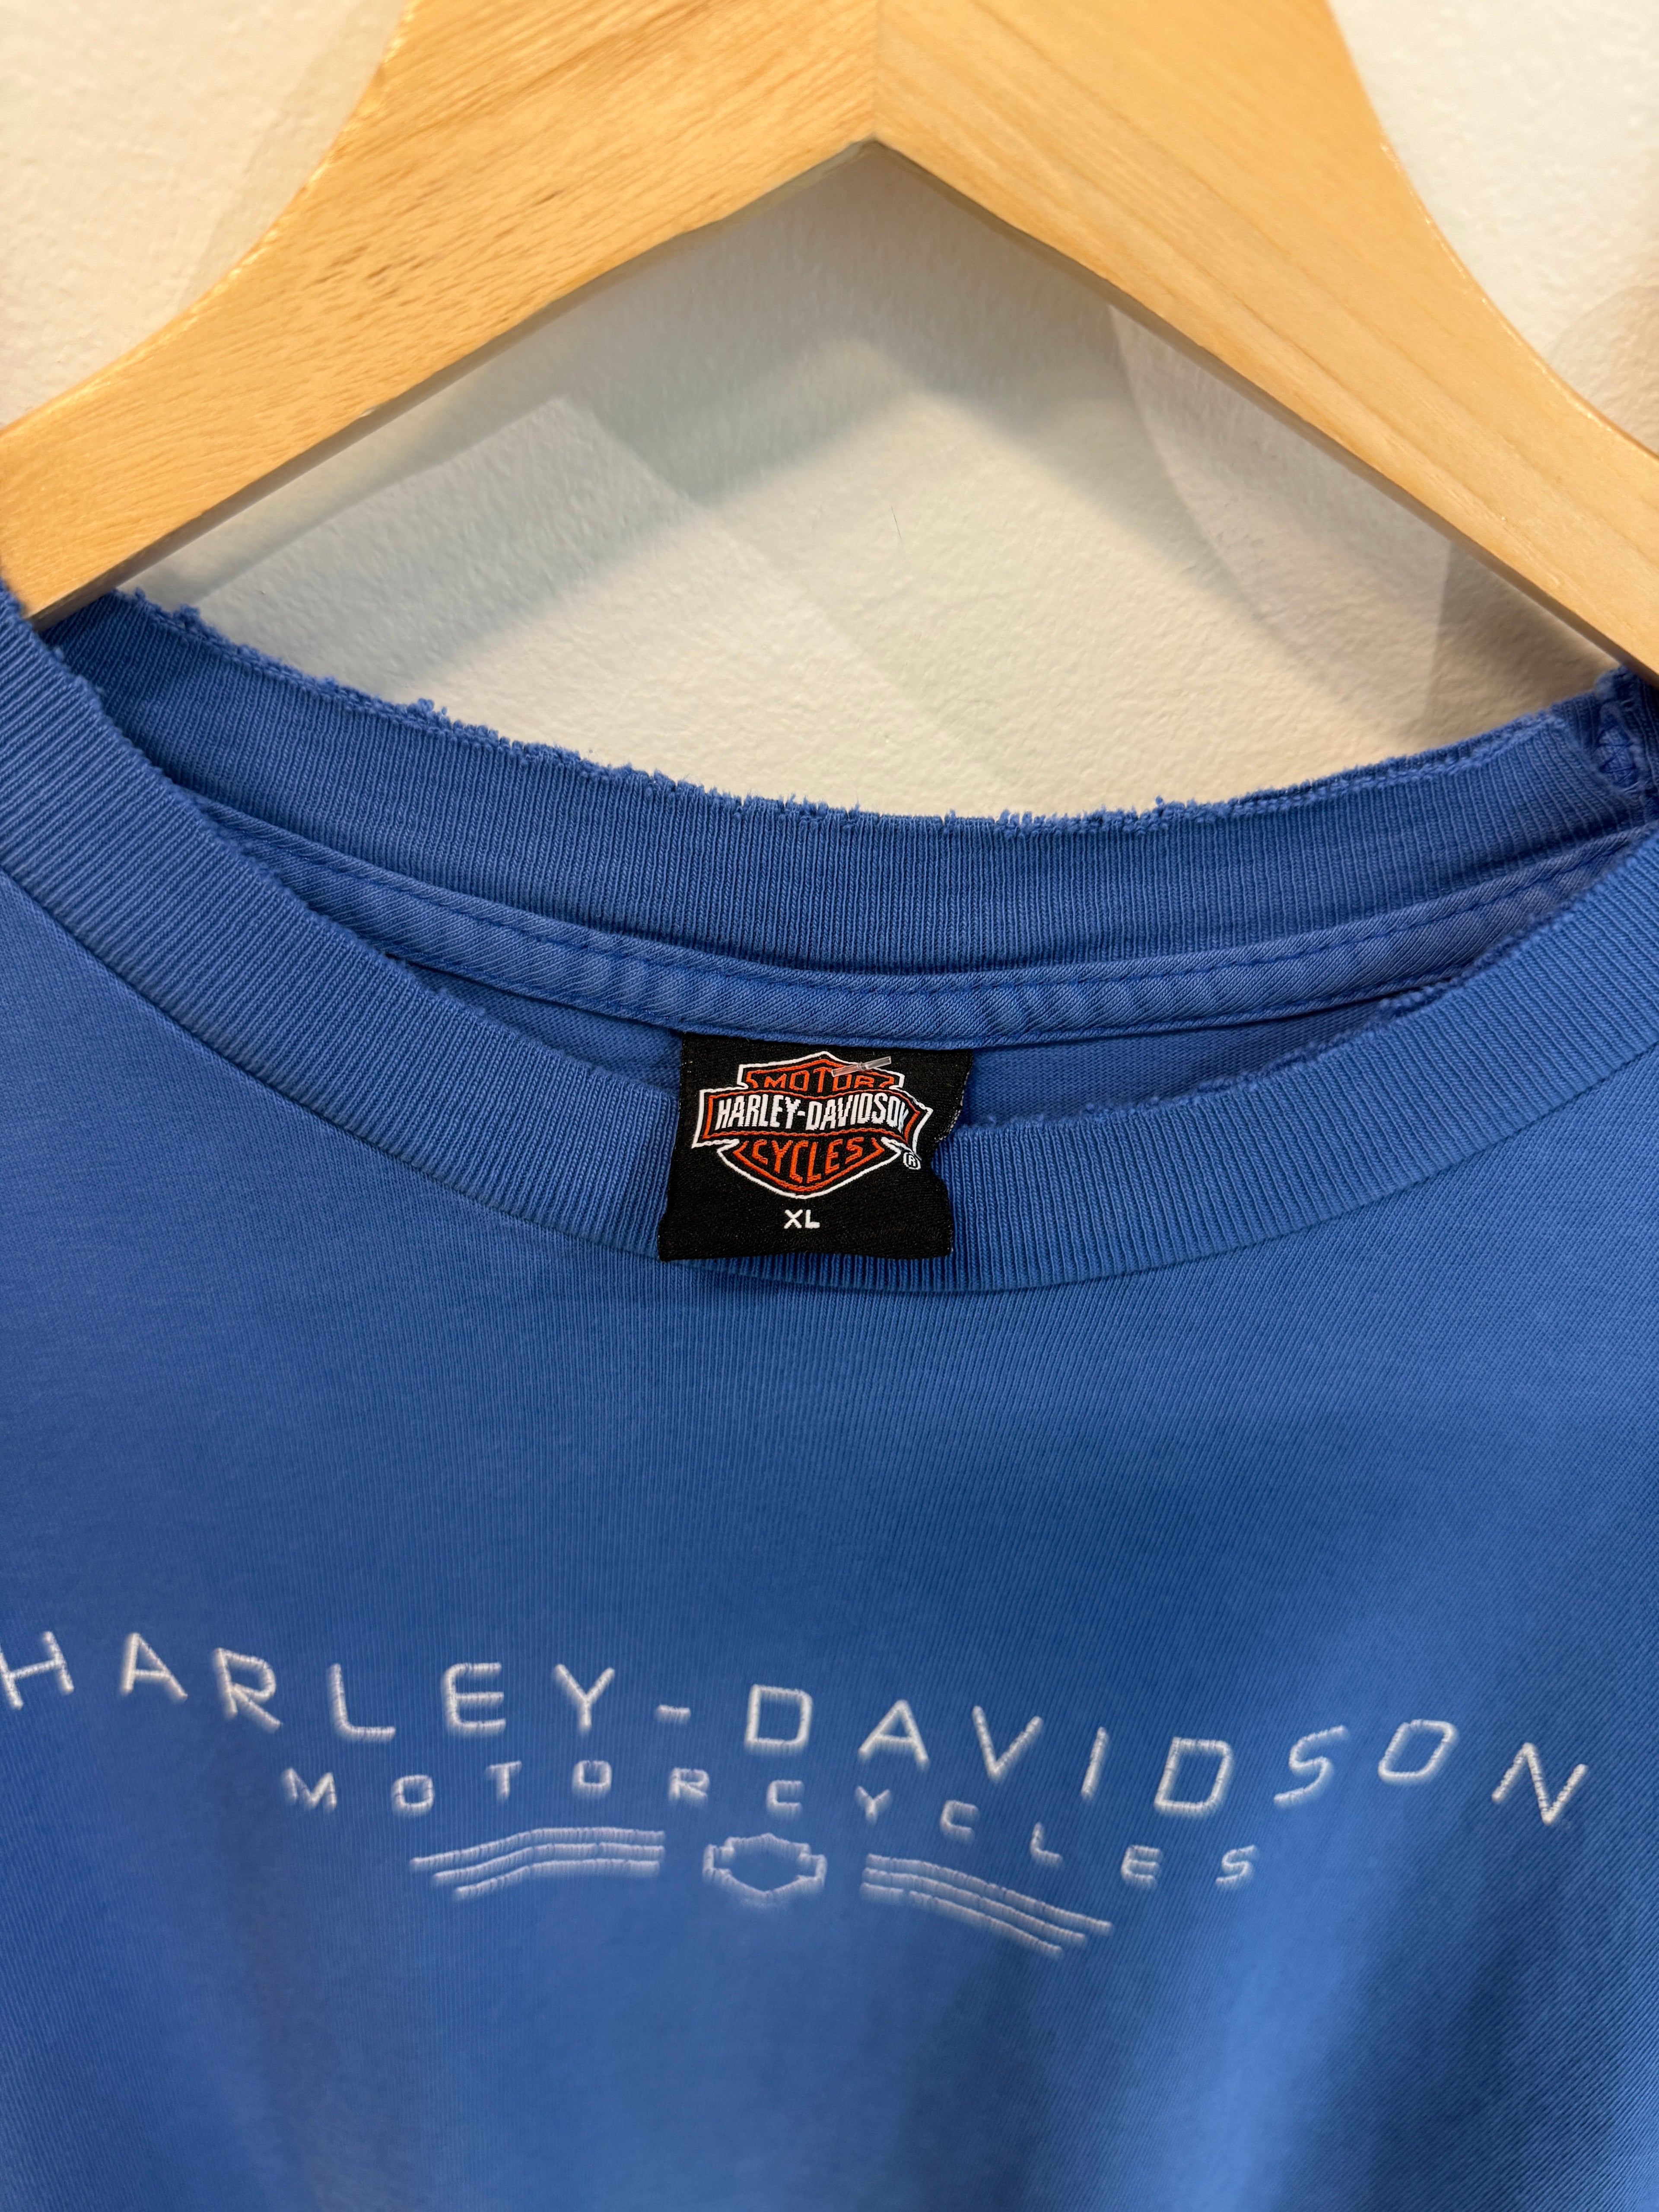 MOTOR
HARLEY-DAVIDSON
CYCLES
®
XL
HARLEY-DAVIDSON
MOTORCYCLES